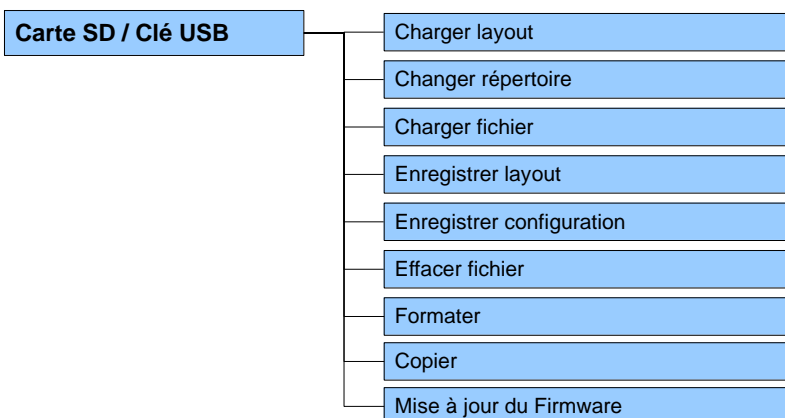 Carte SD / Clé USB
Charger layout
Changer répertoire
Charger fichier
Enregistrer layout
Enregistrer configuration
Effacer fichier
Formater
Copier
Mise à jour du Firmware